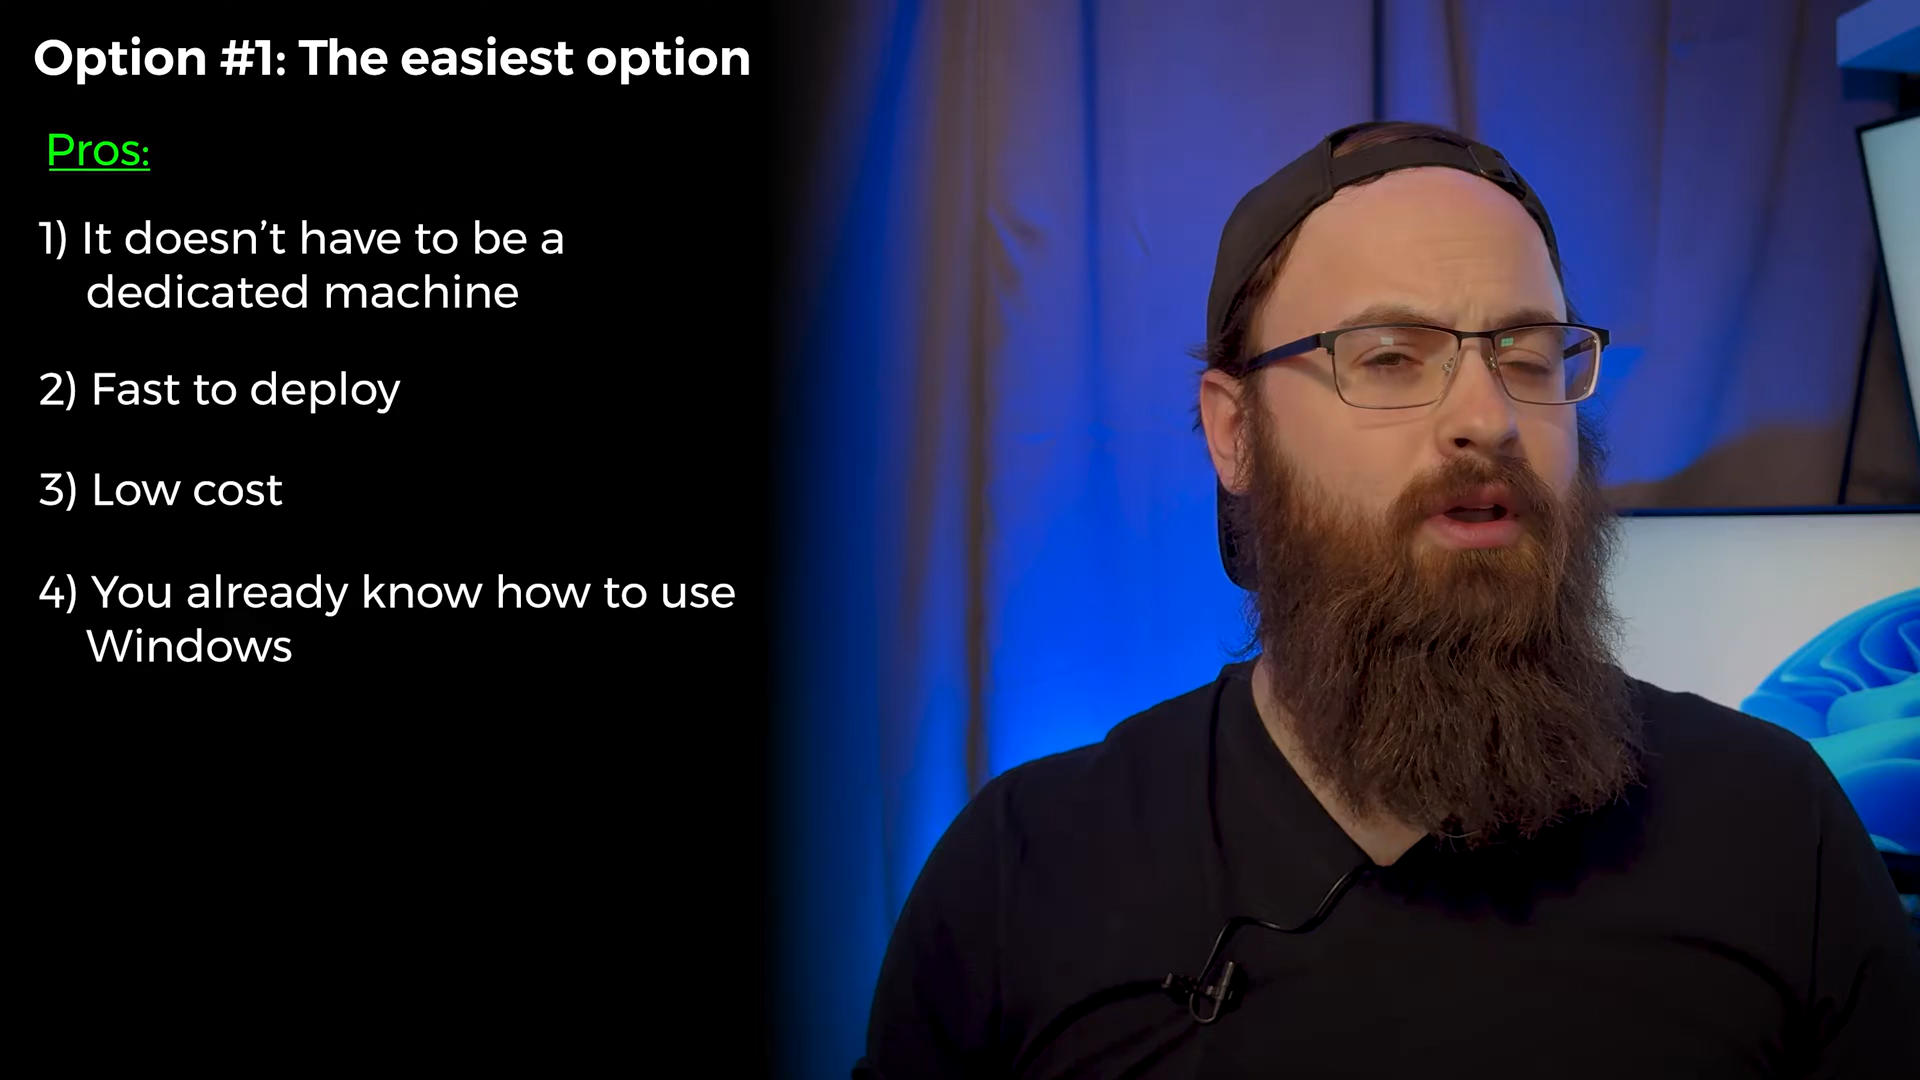 Option #1: The easiest option
Pros:
1) It doesn’t have to be a
dedicated machine
2) Fast to deploy
3) Low cost
4) You already know how to use
Windows